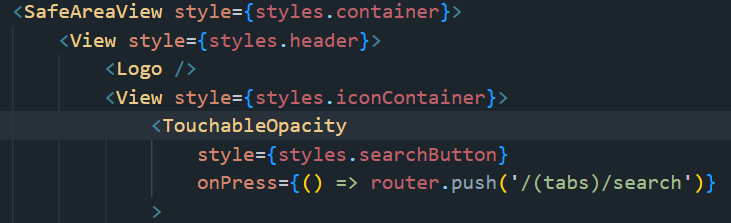 <SafeAreaView style={styles.container}>
<View style={styles.header}>
<Logo />
<View style={styles.iconContainer}>
<TouchableOpacity
style={styles.searchButton}
onPress={() => router.push('/(tabs)/search')}
>